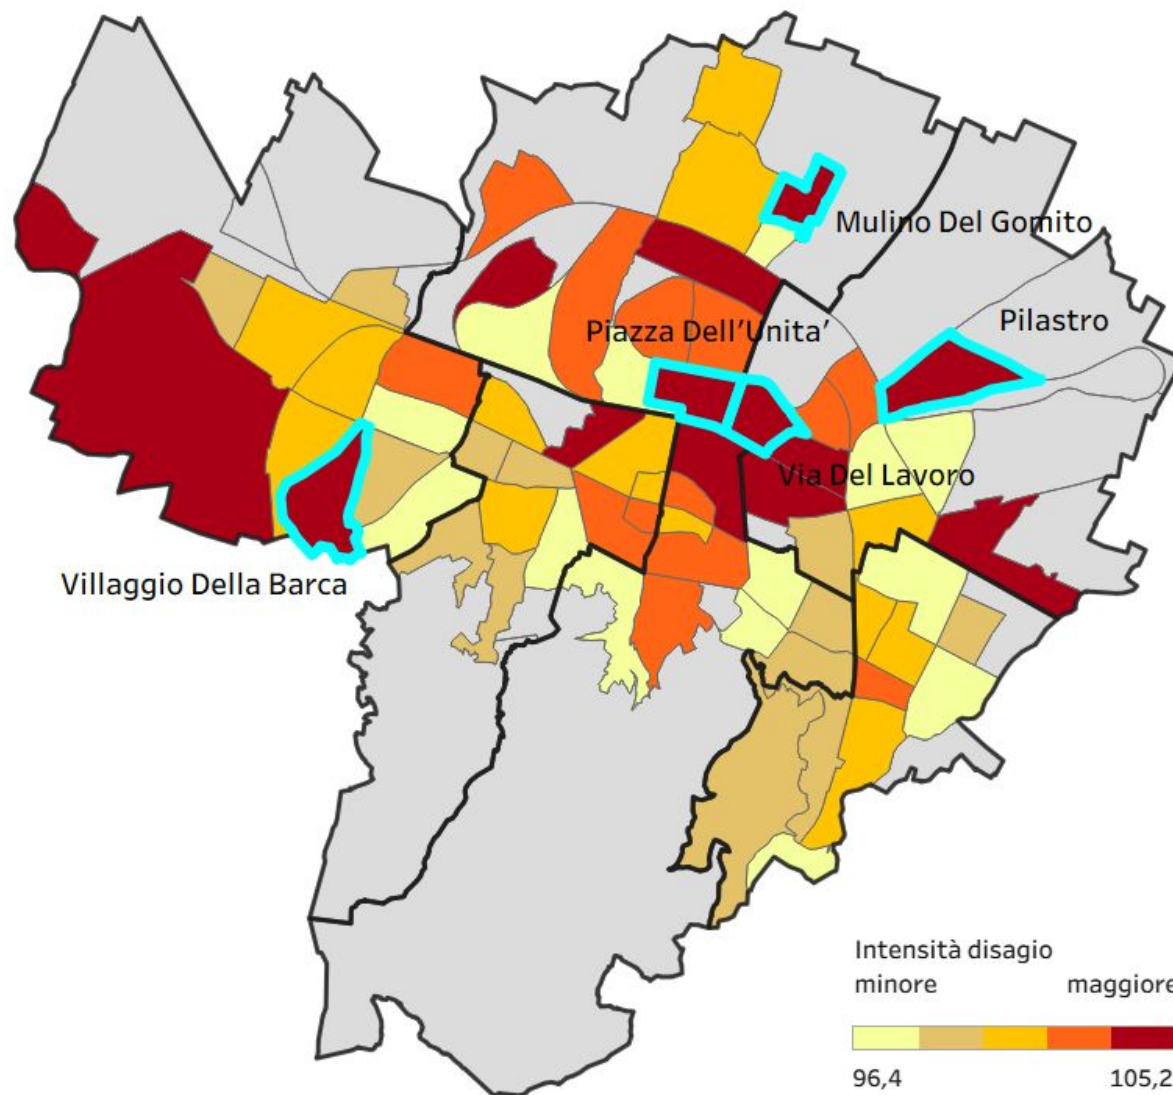 Mulino Del Gomito
Piazza Dell'Unita'
Pilastro
Via Del Lavoro
Villaggio Della Barca
Intensità disagio
minore maggiore
96,4 105,2